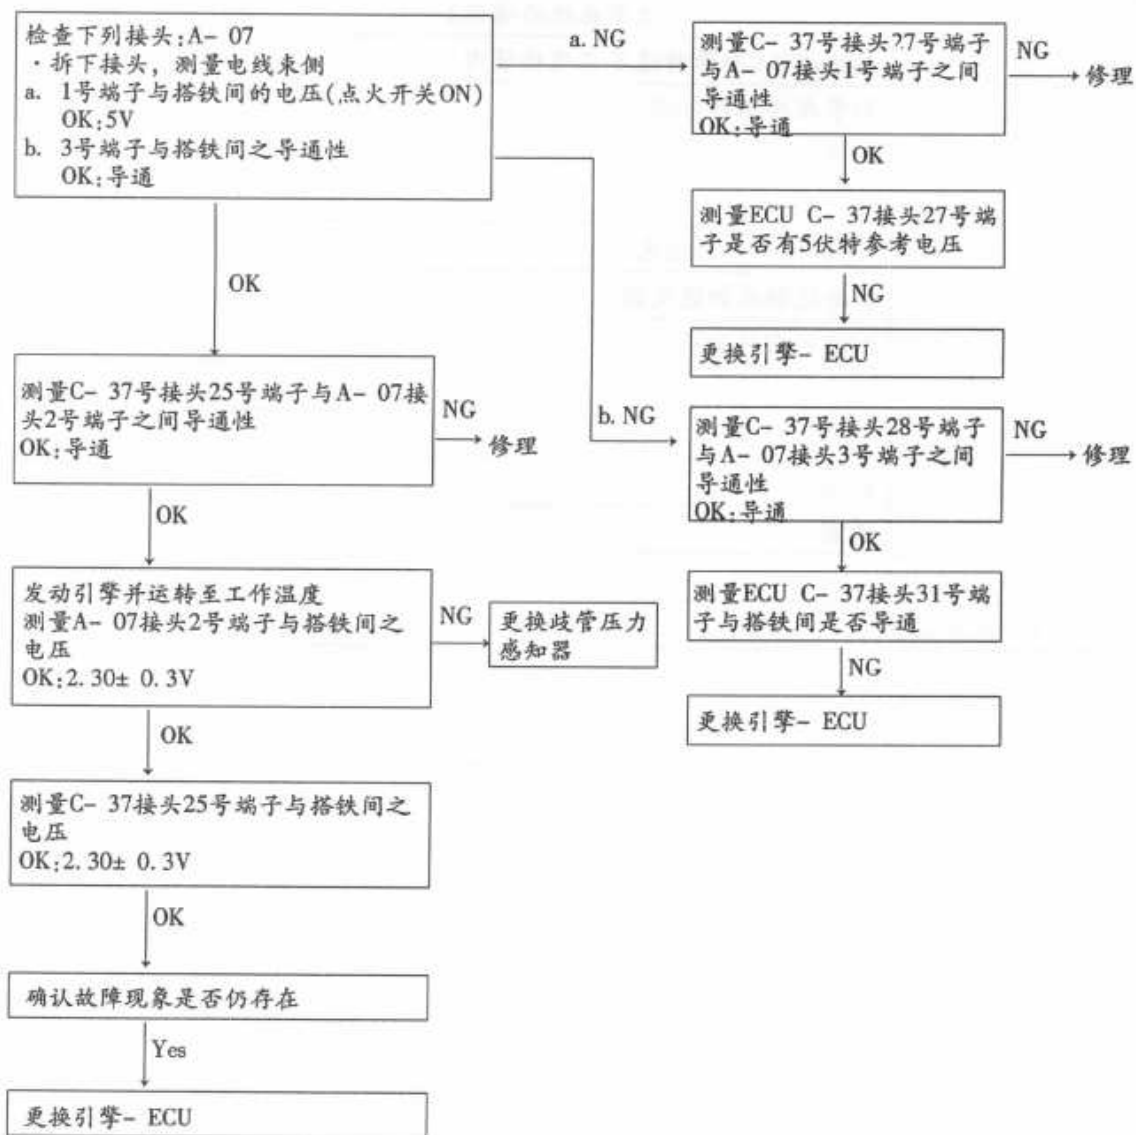 检查下列接头:A- 07
·拆下接头，测量电线束侧
a. 1号端子与搭铁间的电压(点火开关ON)
OK:5V
b. 3号端子与搭铁间之导通性
OK:导通
a. NG
测量C- 37号接头27号端子
与A- 07接头1号端子之间
导通性
OK:导通
NG
修理
OK
测量ECU C- 37接头27号端
子是否有5伏特参考电压
NG
更换引擎- ECU
b. NG
测量C- 37号接头28号端子
与A- 07接头3号端子之间
导通性
OK:导通
NG
修理
OK
测量ECU C- 37接头31号端
子与搭铁间是否导通
NG
更换引擎- ECU
OK
测量C- 37号接头25号端子与A- 07接
头2号端子之间导通性
OK:导通
NG
修理
OK
发动引擎并运转至工作温度
测量A- 07接头2号端子与搭铁间之
电压
OK:2.30± 0.3V
NG
更换歧管压力
感知器
OK
测量C- 37接头25号端子与搭铁间之
电压
OK:2.30± 0.3V
OK
确认故障现象是否仍存在
Yes
更换引擎- ECU